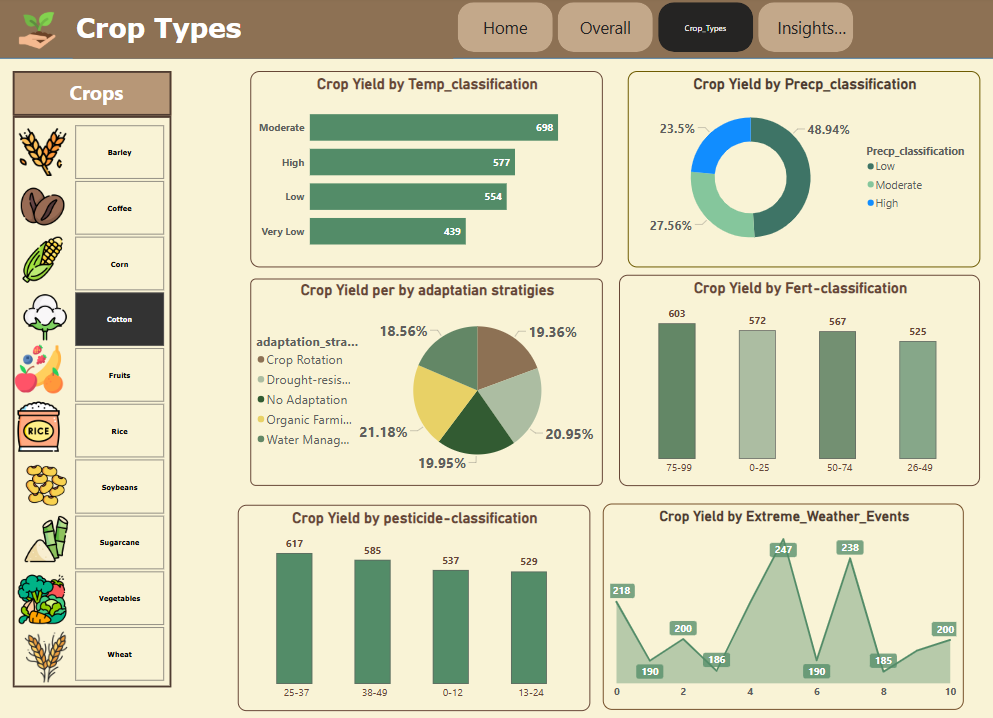 Crop Types
Home
Overall
Crop_Types
Insights...
Crops
Barley
Coffee
Corn
Cotton
Fruits
RICE
Rice
Soybeans
Sugarcane
Vegetables
Wheat
Crop Yield by Temp_classification
Moderate 698
High 577
Low 554
Very Low 439
Crop Yield by Precp_classification
23.5%
48.94%
27.56%
Precp_classification
Low
Moderate
High
Crop Yield per by adaptatian stratigies
adaptation_stra...
Crop Rotation
Drought-resis...
No Adaptation
Organic Farmi...
Water Manag...
18.56%
19.36%
21.18%
20.95%
19.95%
Crop Yield by Fert-classification
603 572 567 525
75-99 0-25 50-74 26-49
Crop Yield by pesticide-classification
617 585 537 529
25-37 38-49 0-12 13-24
Crop Yield by Extreme_Weather_Events
218 190 200 186 247 190 238 185 200
0 2 4 6 8 10